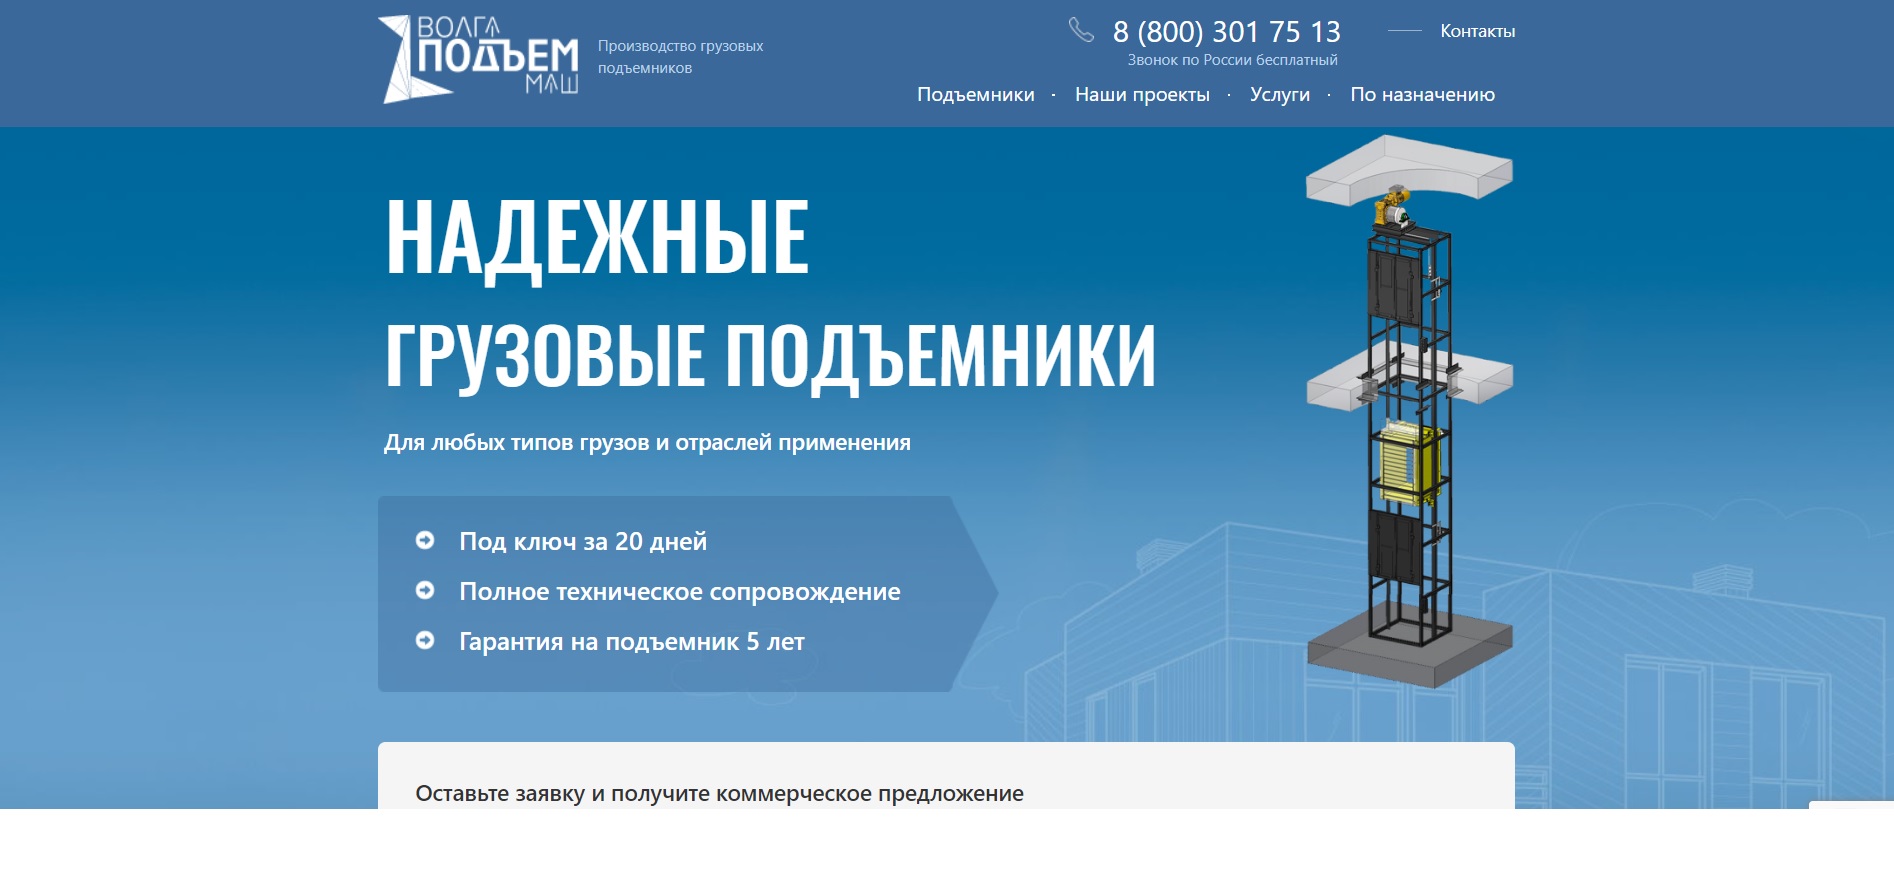 ВОЛГА
ПОДЪЕМ
МАШ
Производство грузовых
подъемников
8 (800) 301 75 13
Звонок по России бесплатный
Контакты
Подъемники · Наши проекты · Услуги · По назначению
НАДЕЖНЫЕ
ГРУЗОВЫЕ ПОДЪЕМНИКИ
Для любых типов грузов и отраслей применения
Под ключ за 20 дней
Полное техническое сопровождение
Гарантия на подъемник 5 лет
Оставьте заявку и получите коммерческое предложение